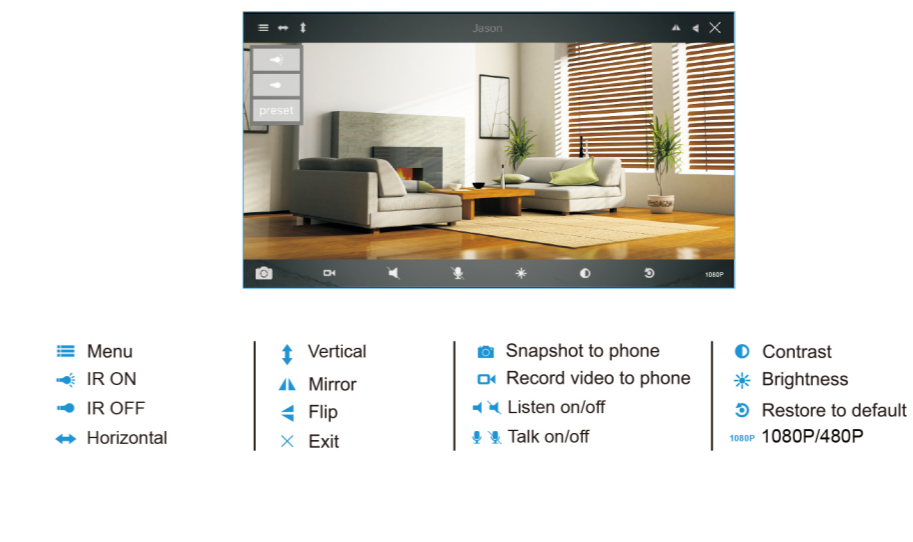 Jason
preset
1080P
Menu
IR ON
IR OFF
Horizontal
Vertical
Mirror
Flip
Exit
Snapshot to phone
Record video to phone
Listen on/off
Talk on/off
Contrast
Brightness
Restore to default
1080P 1080P/480P